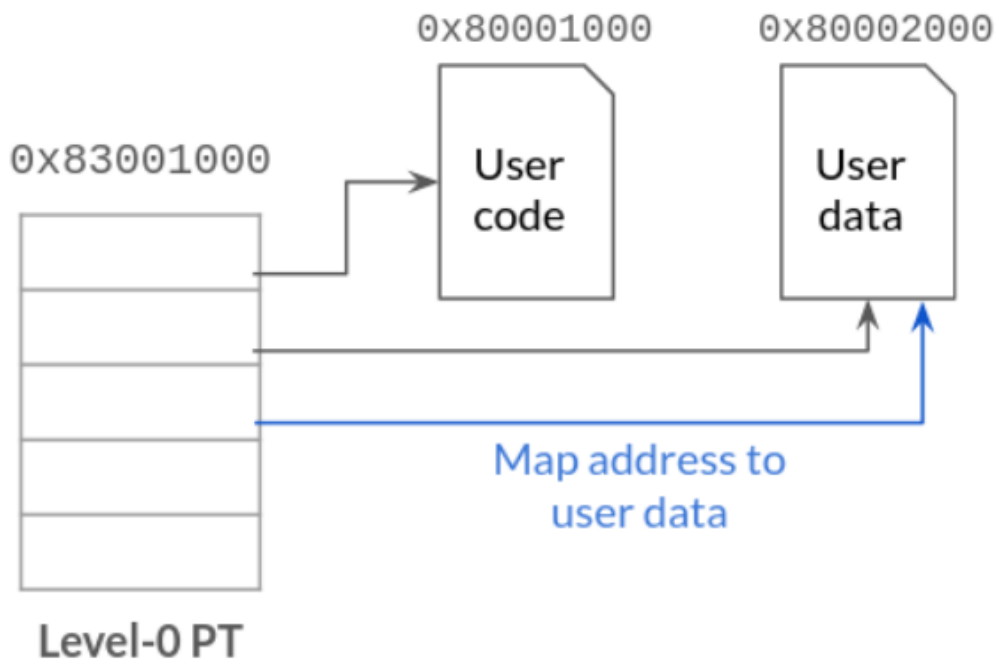 0x80001000
0x80002000
0x83001000
User
code
User
data
Map address to
user data
Level-0 PT